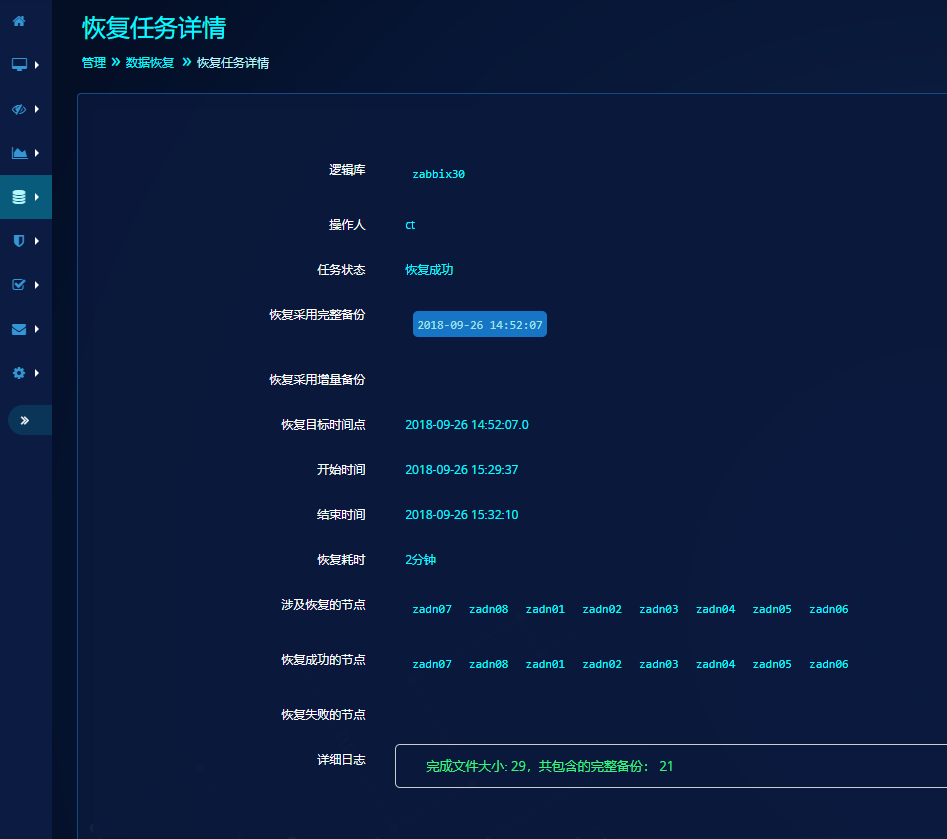 恢复任务详情
管理 » 数据恢复 » 恢复任务详情
逻辑库 zabbix30
操作人 ct
任务状态 恢复成功
恢复采用完整备份 2018-09-26 14:52:07
恢复采用增量备份
恢复目标时间点 2018-09-26 14:52:07.0
开始时间 2018-09-26 15:29:37
结束时间 2018-09-26 15:32:10
恢复耗时 2分钟
涉及恢复的节点 zadn07 zadn08 zadn01 zadn02 zadn03 zadn04 zadn05 zadn06
恢复成功的节点 zadn07 zadn08 zadn01 zadn02 zadn03 zadn04 zadn05 zadn06
恢复失败的节点
详细日志 完成文件大小: 29，共包含的完整备份： 21